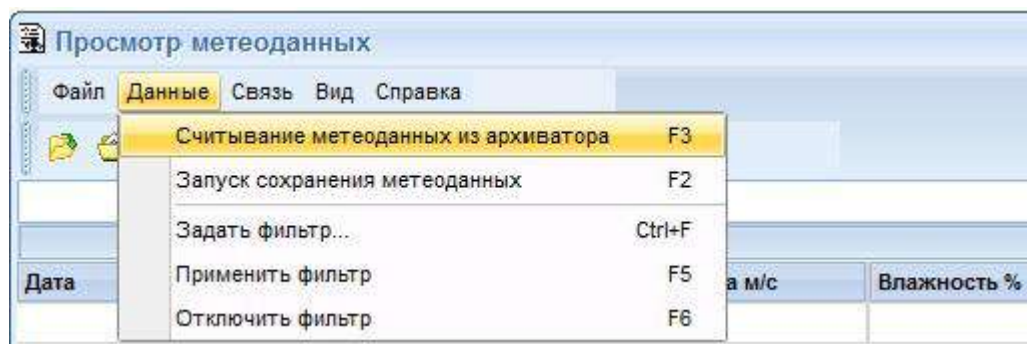 Просмотр метеоданных
Файл Данные Связь Вид Справка
Считывание метеоданных из архиватора F3
Запуск сохранения метеоданных F2
Задать фильтр... Ctrl+F
Применить фильтр F5
Отключить фильтр F6
Дата а м/с Влажность %